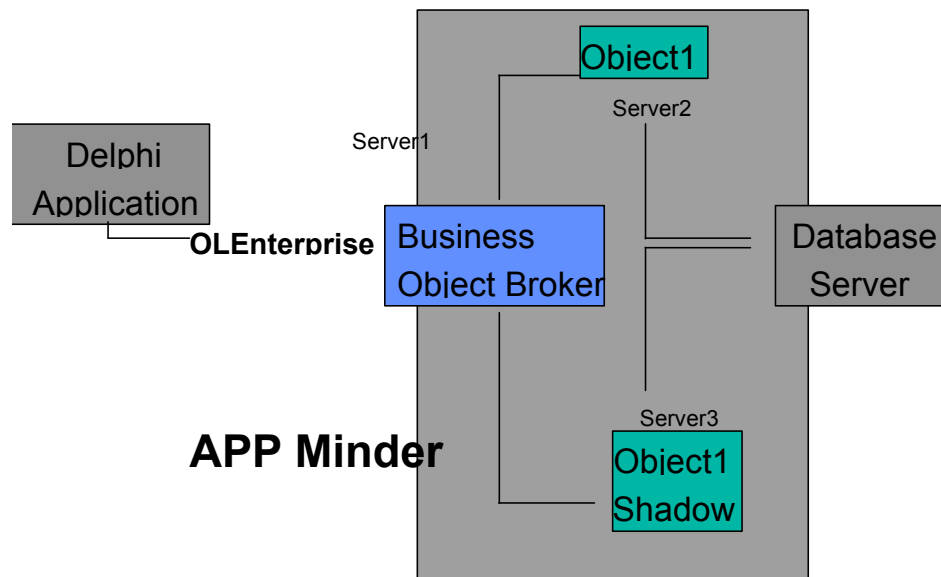 Object1
Server2
Server1
Delphi
Application
OLEnterprise
Business
Object Broker
Database
Server
Server3
APP Minder
Object1
Shadow